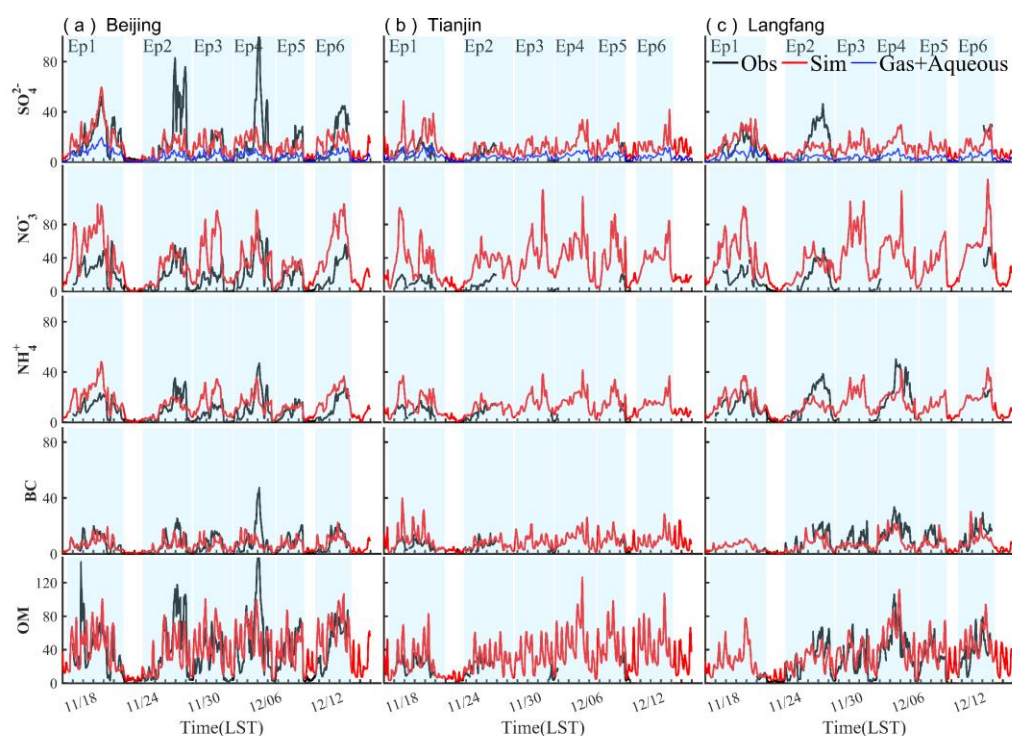 ( a ) Beijing
( b ) Tianjin
( c ) Langfang
Ep1 Ep2 Ep3 Ep4 Ep5 Ep6
Ep1 Ep2 Ep3 Ep4 Ep5 Ep6
Ep1 Ep2 Ep3 Ep4 Ep5 Ep6
Obs Sim Gas+Aqueous
SO₄²⁻
80
40
0
NO₃⁻
80
40
0
NH₄⁺
80
40
0
BC
80
40
0
OM
120
80
40
0
11/18 11/24 11/30 12/06 12/12
11/18 11/24 11/30 12/06 12/12
11/18 11/24 11/30 12/06 12/12
Time(LST)
Time(LST)
Time(LST)